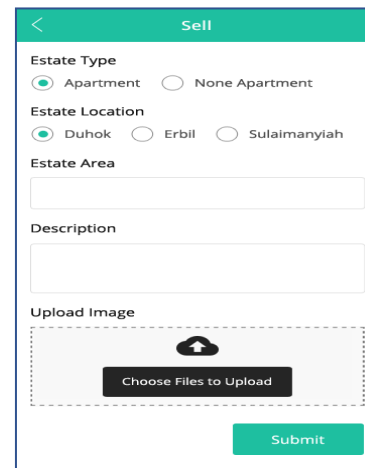 Sell
Estate Type
Apartment None Apartment
Estate Location
Duhok Erbil Sulaimanyiah
Estate Area
Description
Upload Image
Choose Files to Upload
Submit